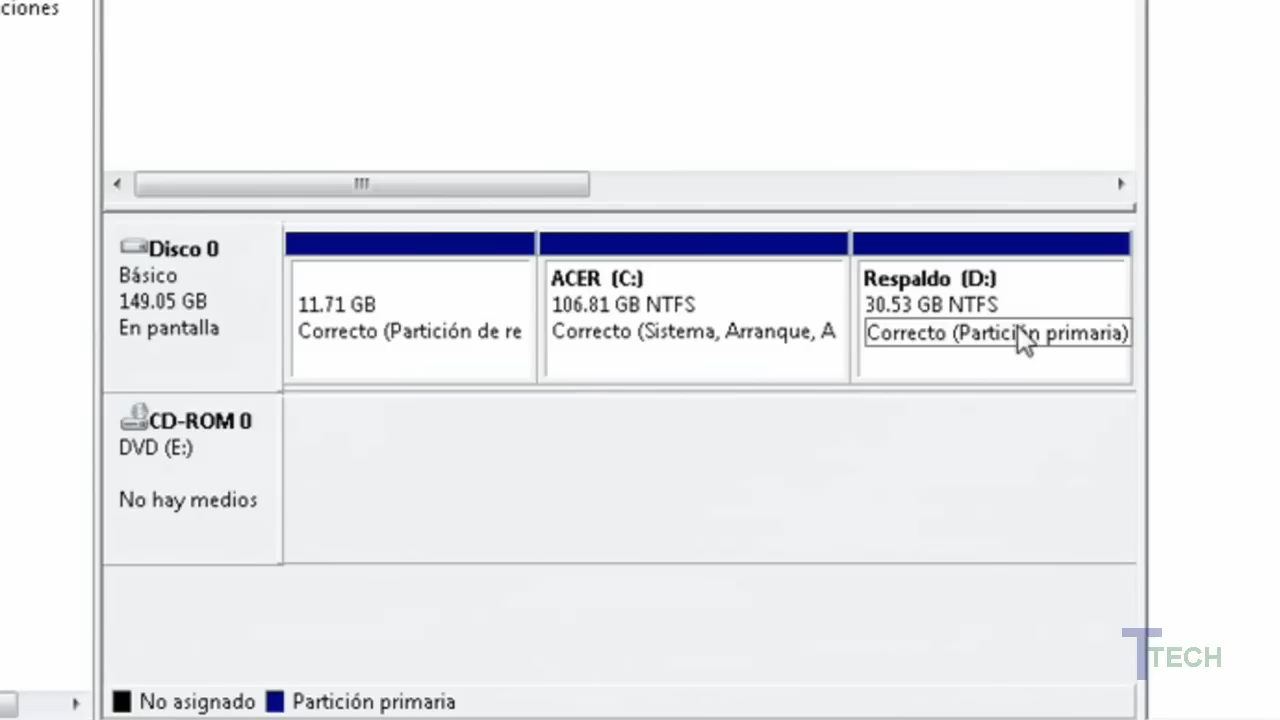 ciones
Disco 0
Básico
149.05 GB
En pantalla
11.71 GB
Correcto (Partición de re
ACER (C:)
106.81 GB NTFS
Correcto (Sistema, Arranque, A
Respaldo (D:)
30.53 GB NTFS
Correcto (Partición primaria)
CD-ROM 0
DVD (E:)
No hay medios
No asignado
Partición primaria
TTECH